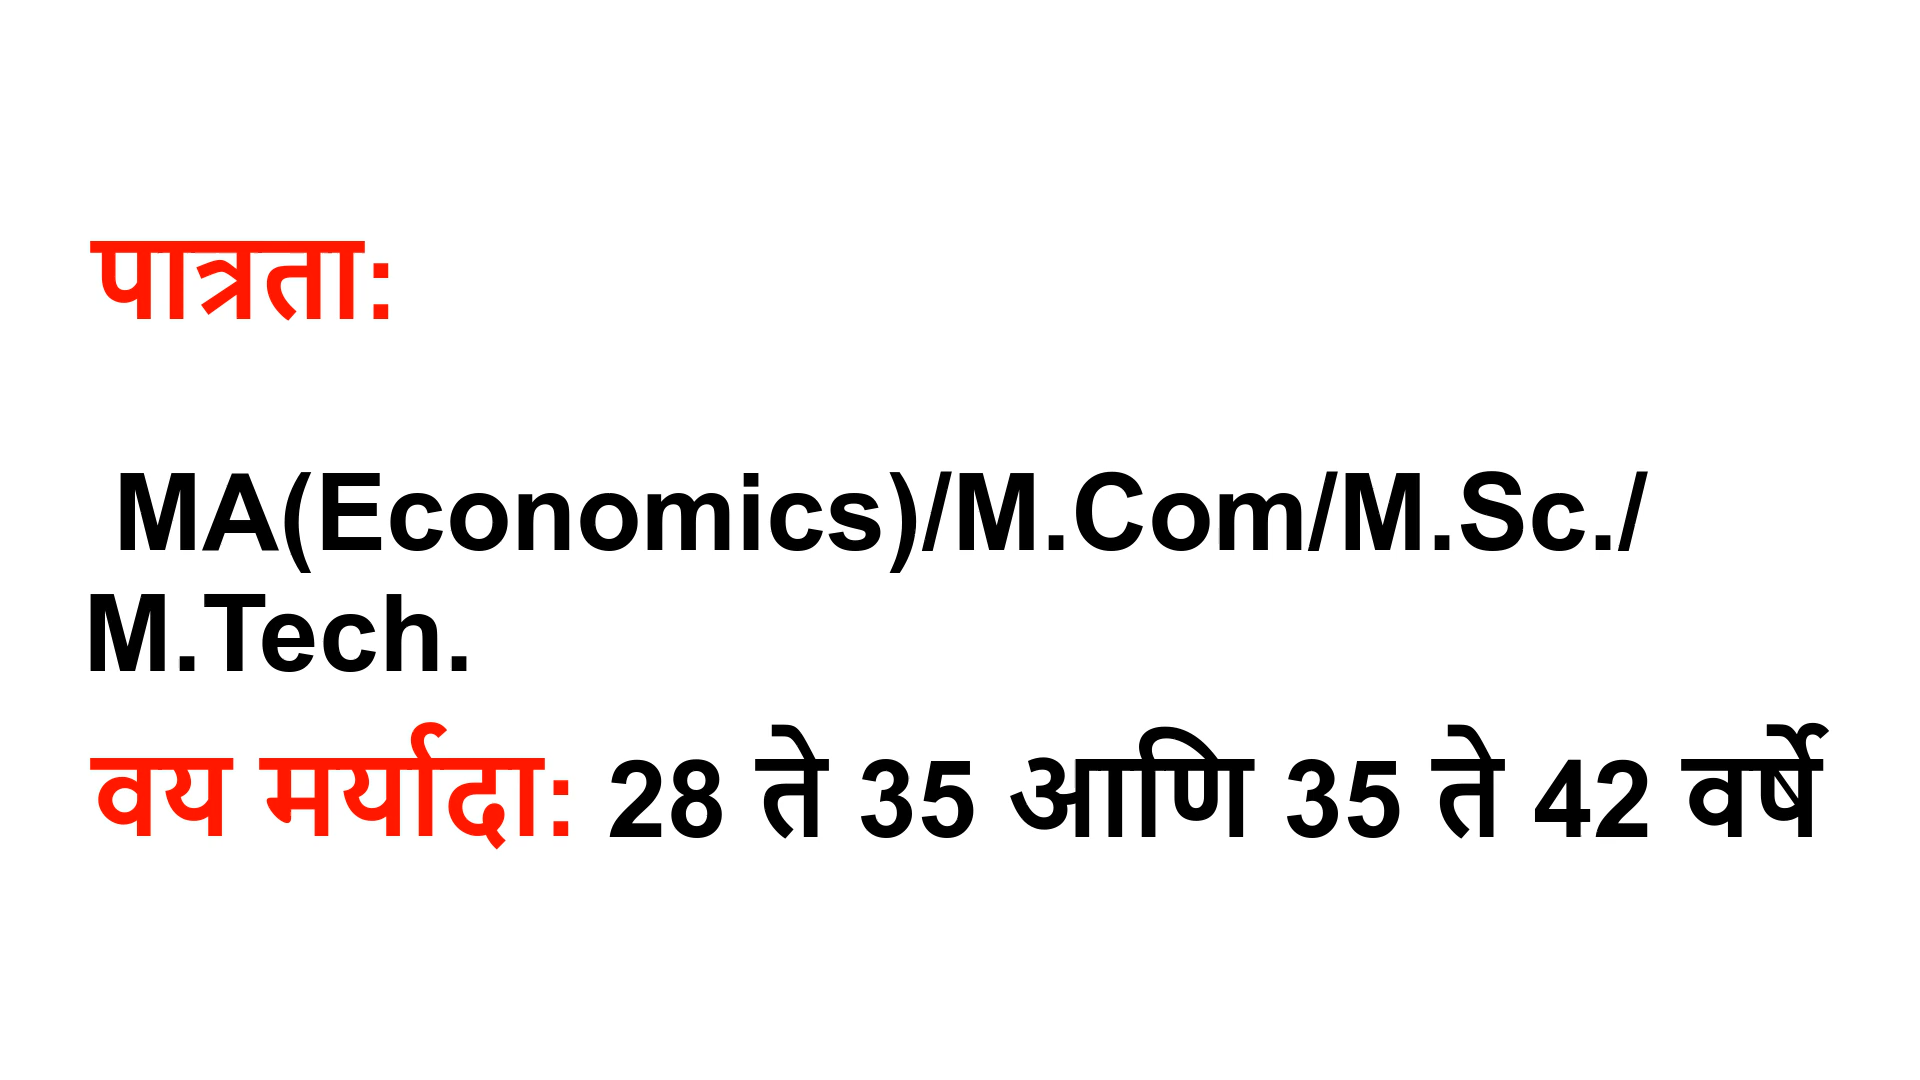 पात्रता:
MA(Economics)/M.Com/M.Sc./
M.Tech.
वय मर्यादा: 28 ते 35 आणि 35 ते 42 वर्षे